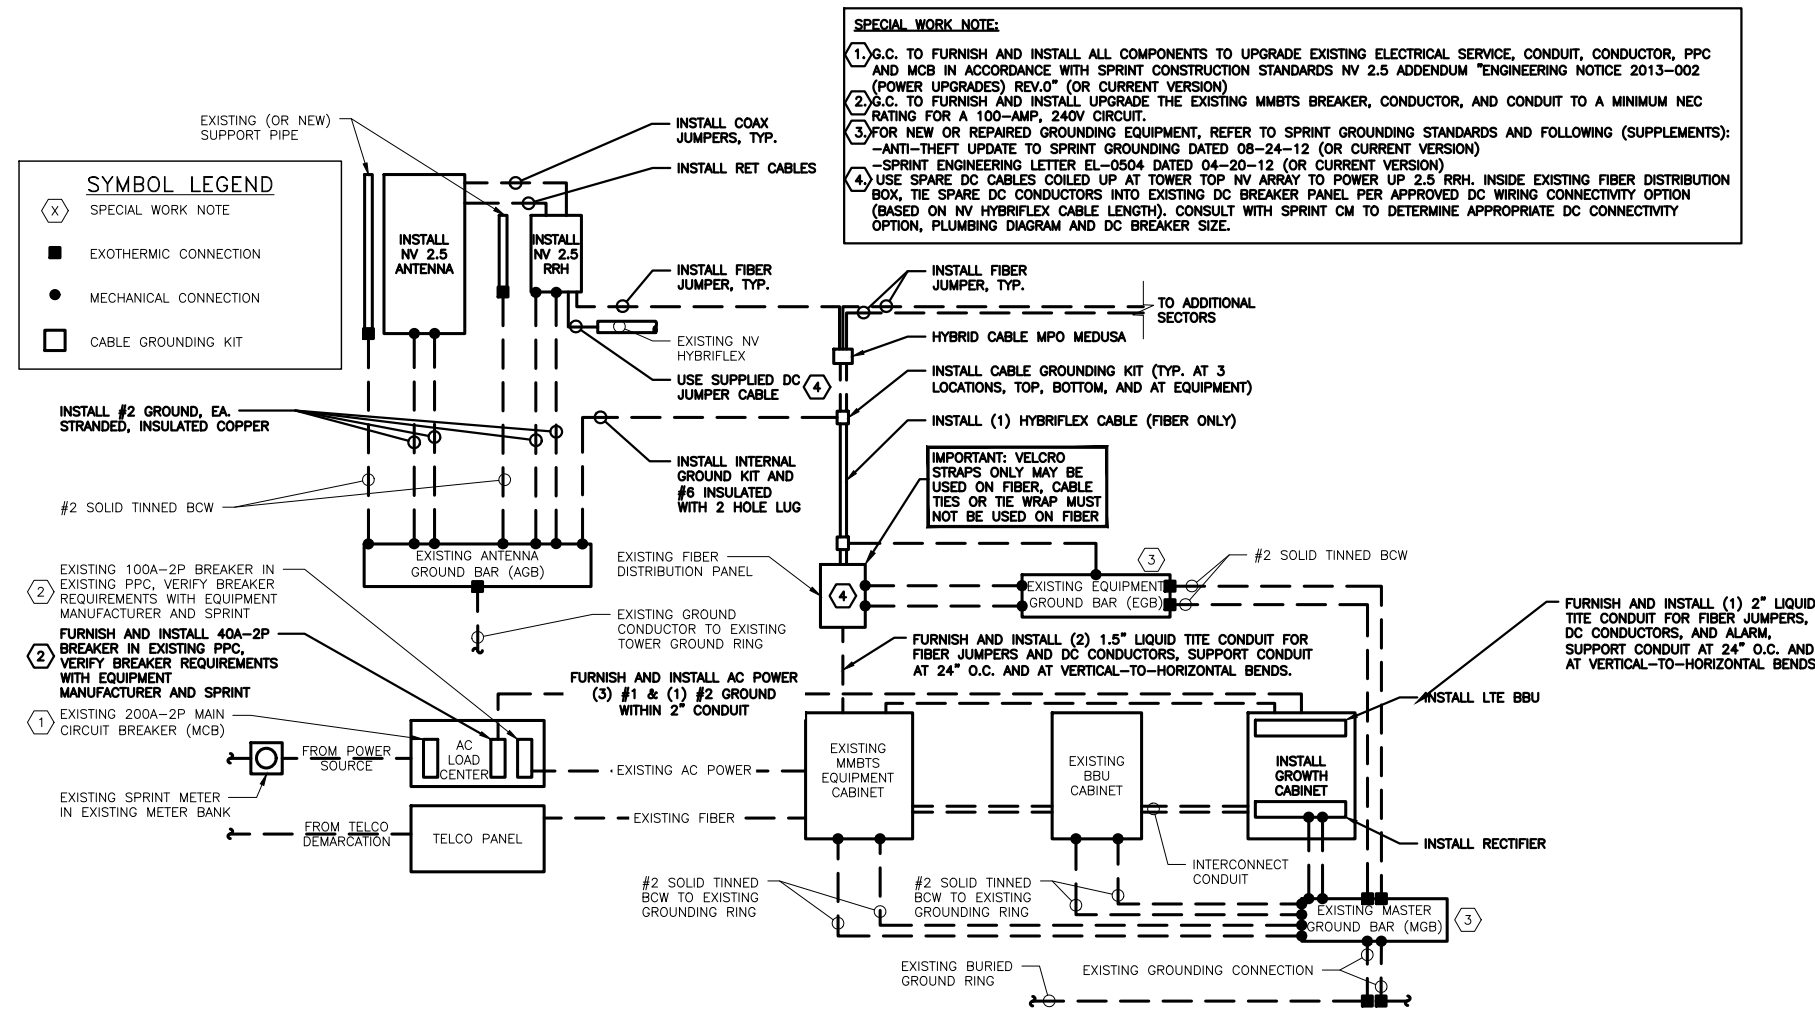 SPECIAL WORK NOTE:
1. G.C. TO FURNISH AND INSTALL ALL COMPONENTS TO UPGRADE EXISTING ELECTRICAL SERVICE, CONDUIT, CONDUCTOR, PPC
AND MCB IN ACCORDANCE WITH SPRINT CONSTRUCTION STANDARDS NV 2.5 ADDENDUM "ENGINEERING NOTICE 2013-002
(POWER UPGRADES) REV.0" (OR CURRENT VERSION)
2. G.C. TO FURNISH AND INSTALL UPGRADE THE EXISTING MMBTS BREAKER, CONDUCTOR, AND CONDUIT TO A MINIMUM NEC
RATING FOR A 100-AMP, 240V CIRCUIT.
3. FOR NEW OR REPAIRED GROUNDING EQUIPMENT, REFER TO SPRINT GROUNDING STANDARDS AND FOLLOWING (SUPPLEMENTS):
-ANTI-THEFT UPDATE TO SPRINT GROUNDING DATED 08-24-12 (OR CURRENT VERSION)
-SPRINT ENGINEERING LETTER EL-0504 DATED 04-20-12 (OR CURRENT VERSION)
4. USE SPARE DC CABLES COILED UP AT TOWER TOP NV ARRAY TO POWER UP 2.5 RRH. INSIDE EXISTING FIBER DISTRIBUTION
BOX, TIE SPARE DC CONDUCTORS INTO EXISTING DC BREAKER PANEL PER APPROVED DC WIRING CONNECTIVITY OPTION
(BASED ON NV HYBRIFLEX CABLE LENGTH). CONSULT WITH SPRINT CM TO DETERMINE APPROPRIATE DC CONNECTIVITY
OPTION, PLUMBING DIAGRAM AND DC BREAKER SIZE.
EXISTING (OR NEW)
SUPPORT PIPE
INSTALL COAX
JUMPERS, TYP.
INSTALL RET CABLES
SYMBOL LEGEND
X SPECIAL WORK NOTE
EXOTHERMIC CONNECTION
MECHANICAL CONNECTION
CABLE GROUNDING KIT
INSTALL
NV 2.5
ANTENNA
INSTALL
NV 2.5
RRH
INSTALL FIBER
JUMPER, TYP.
INSTALL FIBER
JUMPER, TYP.
TO ADDITIONAL
SECTORS
EXISTING NV
HYBRIFLEX
HYBRID CABLE MPO MEDUSA
USE SUPPLIED DC
JUMPER CABLE
4
INSTALL CABLE GROUNDING KIT (TYP. AT 3
LOCATIONS, TOP, BOTTOM, AND AT EQUIPMENT)
INSTALL #2 GROUND, EA.
STRANDED, INSULATED COPPER
INSTALL (1) HYBRIFLEX CABLE (FIBER ONLY)
INSTALL INTERNAL
GROUND KIT AND
#6 INSULATED
WITH 2 HOLE LUG
IMPORTANT: VELCRO
STRAPS ONLY MAY BE
USED ON FIBER, CABLE
TIES OR TIE WRAP MUST
NOT BE USED ON FIBER
#2 SOLID TINNED BCW
EXISTING ANTENNA
GROUND BAR (AGB)
EXISTING FIBER
DISTRIBUTION PANEL
4
3
EXISTING EQUIPMENT
GROUND BAR (EGB)
#2 SOLID TINNED BCW
2
EXISTING 100A-2P BREAKER IN
EXISTING PPC, VERIFY BREAKER
REQUIREMENTS WITH EQUIPMENT
MANUFACTURER AND SPRINT
2
FURNISH AND INSTALL 40A-2P
BREAKER IN EXISTING PPC,
VERIFY BREAKER REQUIREMENTS
WITH EQUIPMENT
MANUFACTURER AND SPRINT
EXISTING GROUND
CONDUCTOR TO EXISTING
TOWER GROUND RING
FURNISH AND INSTALL (2) 1.5" LIQUID TITE CONDUIT FOR
FIBER JUMPERS AND DC CONDUCTORS, SUPPORT CONDUIT
AT 24" O.C. AND AT VERTICAL-TO-HORIZONTAL BENDS.
FURNISH AND INSTALL (1) 2" LIQUID
TITE CONDUIT FOR FIBER JUMPERS,
DC CONDUCTORS, AND ALARM,
SUPPORT CONDUIT AT 24" O.C. AND
AT VERTICAL-TO-HORIZONTAL BENDS
FURNISH AND INSTALL AC POWER
(3) #1 & (1) #2 GROUND
WITHIN 2" CONDUIT
INSTALL LTE BBU
1
EXISTING 200A-2P MAIN
CIRCUIT BREAKER (MCB)
FROM POWER
SOURCE
AC
LOAD
CENTER
EXISTING AC POWER
EXISTING
MMBTS
EQUIPMENT
CABINET
EXISTING
BBU
CABINET
INSTALL
GROWTH
CABINET
EXISTING SPRINT METER
IN EXISTING METER BANK
FROM TELCO
DEMARCATION
TELCO PANEL
EXISTING FIBER
INSTALL RECTIFIER
INTERCONNECT
CONDUIT
#2 SOLID TINNED
BCW TO EXISTING
GROUNDING RING
#2 SOLID TINNED
BCW TO EXISTING
GROUNDING RING
EXISTING MASTER
GROUND BAR (MGB)
3
EXISTING BURIED
GROUND RING
EXISTING GROUNDING CONNECTION